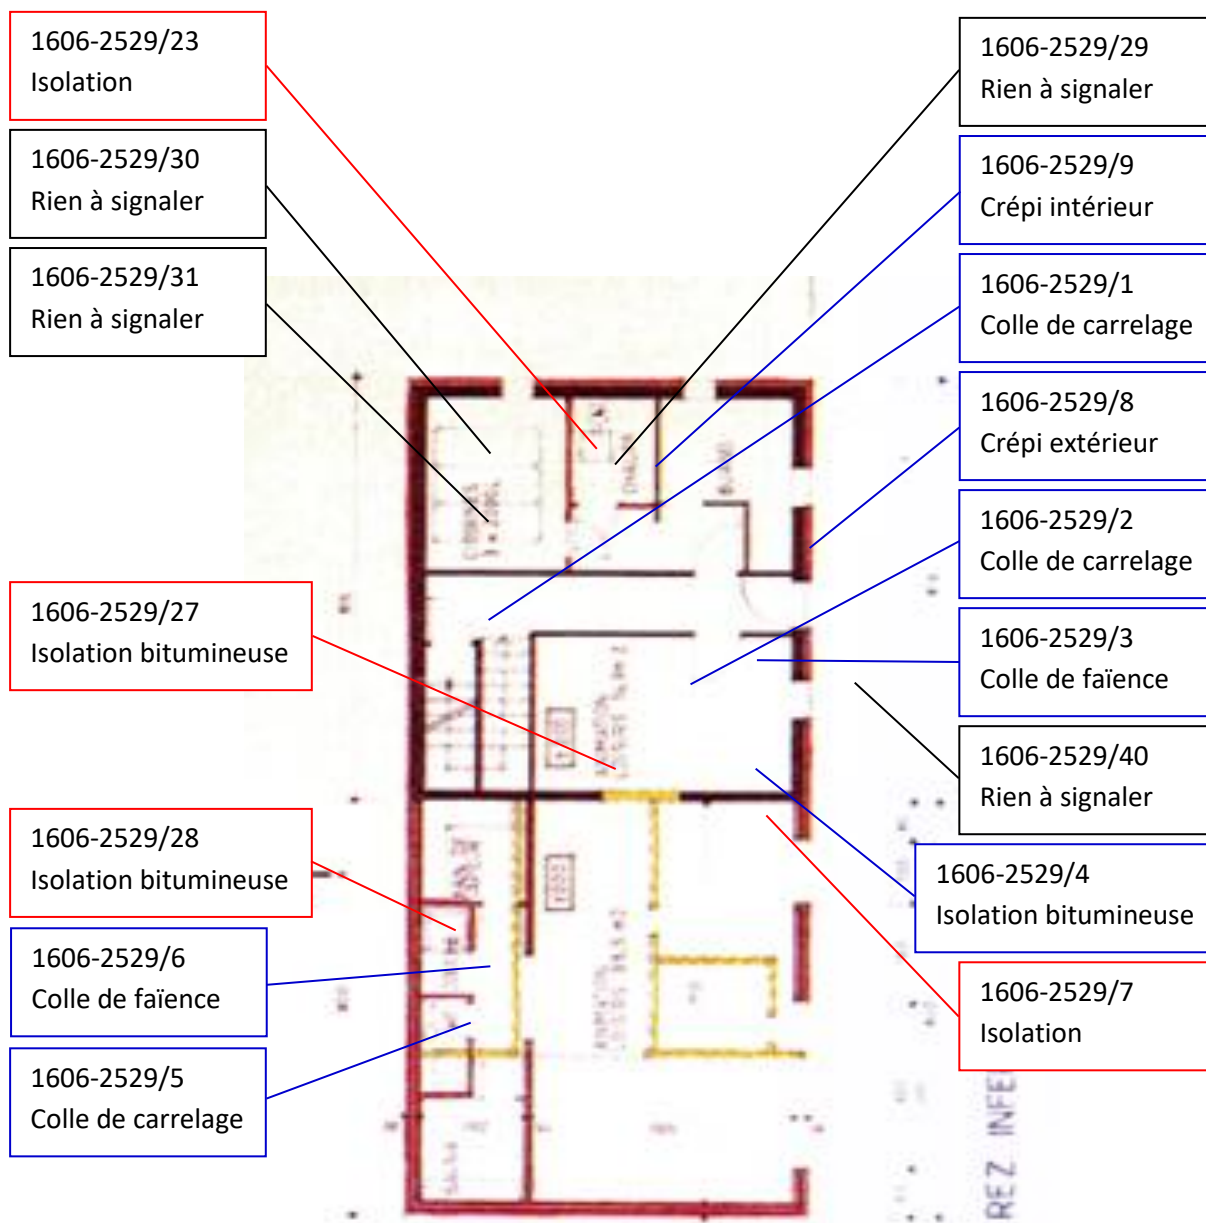 1606-2529/23
Isolation
1606-2529/30
Rien à signaler
1606-2529/31
Rien à signaler
1606-2529/27
Isolation bitumineuse
1606-2529/28
Isolation bitumineuse
1606-2529/6
Colle de faïence
1606-2529/5
Colle de carrelage
1606-2529/29
Rien à signaler
1606-2529/9
Crépi intérieur
1606-2529/1
Colle de carrelage
1606-2529/8
Crépi extérieur
1606-2529/2
Colle de carrelage
1606-2529/3
Colle de faïence
1606-2529/40
Rien à signaler
1606-2529/4
Isolation bitumineuse
1606-2529/7
Isolation
CITERNES
ANIMATION
ANIMATION
REZ INFE